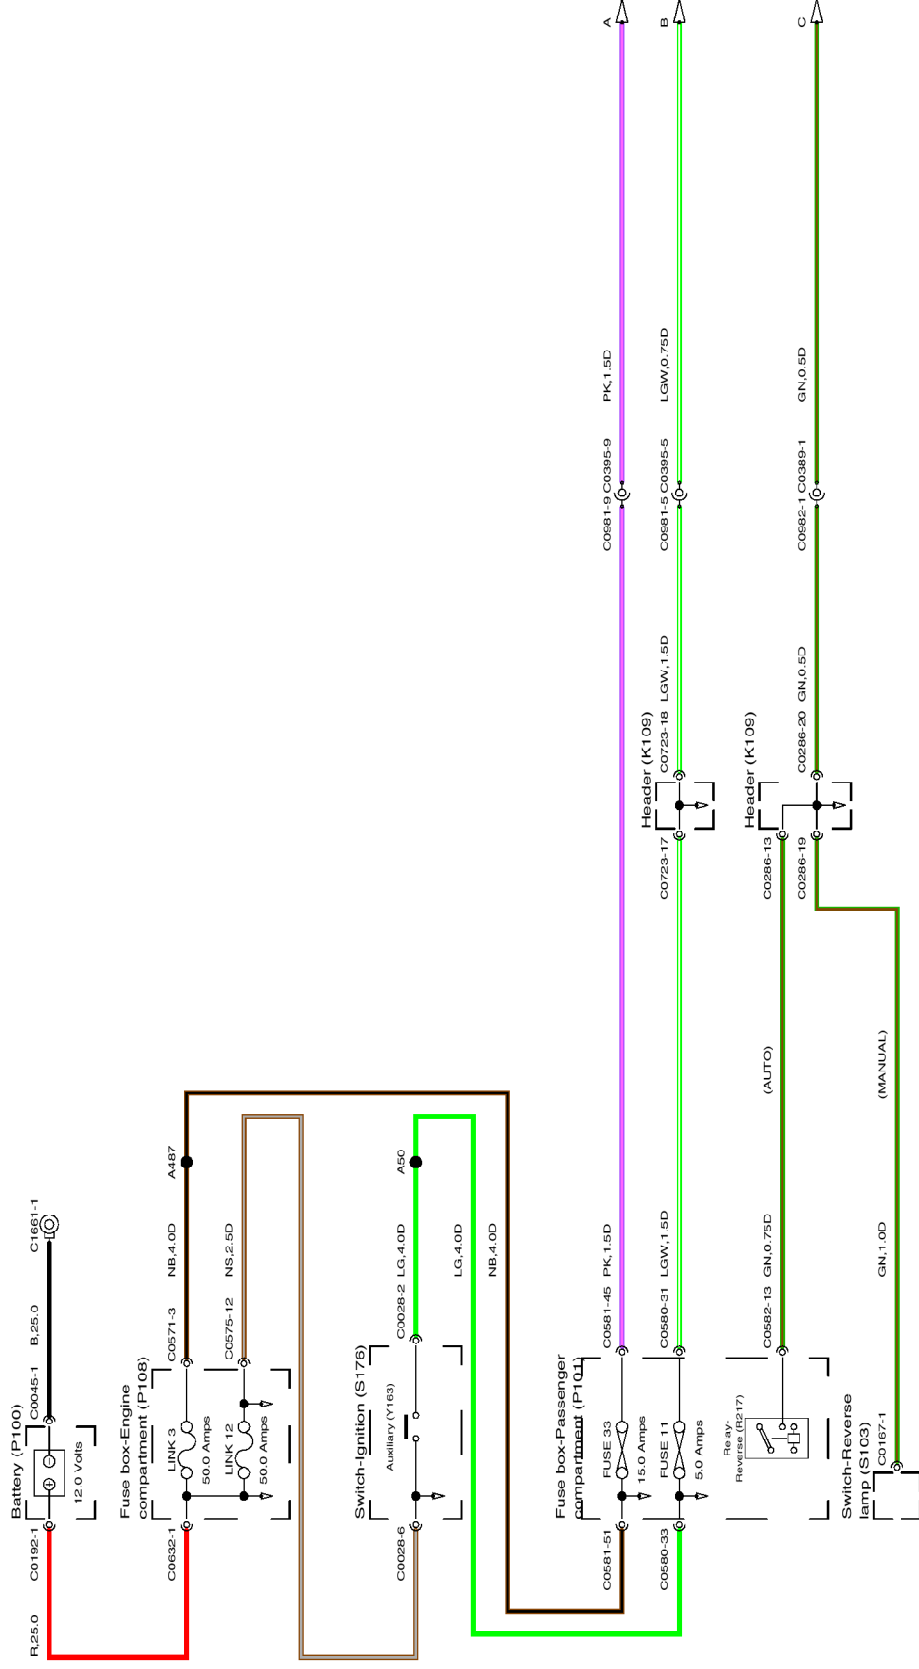 Battery (P100)
C0192-1
C0045-1
B,25.0
C1661-1
12.0 Volts
R,25.0
Fuse box-Engine
compartment (P108)
C0632-1
LINK 3
C0571-3
NB,4.0D
A487
50.0 Amps
LINK 12
C0575-12
NS,2.5D
50.0 Amps
Switch-Ignition (S176)
Auxiliary (Y163)
C0028-6
C0028-2
LG,4.0D
A50
LG,4.0D
NB,4.0D
Fuse box-Passenger
compartment (P101)
C0581-51
FUSE 33
C0581-45
PK,1.5D
C0981-9
C0395-9
PK,1.5D
A
15.0 Amps
Header (K109)
C0580-33
FUSE 11
C0580-31
LGW,1.5D
C0723-17
C0723-18
LGW,1.5D
C0981-5
C0395-5
LGW,0.75D
B
5.0 Amps
Relay-
Reverse (R217)
Header (K109)
C0582-13
GN,0.75D
(AUTO)
C0286-13
C0286-19
C0286-20
GN,0.5D
C0982-1
C0389-1
GN,0.5D
C
Switch-Reverse
lamp (S103)
C0167-1
GN,1.0D
(MANUAL)